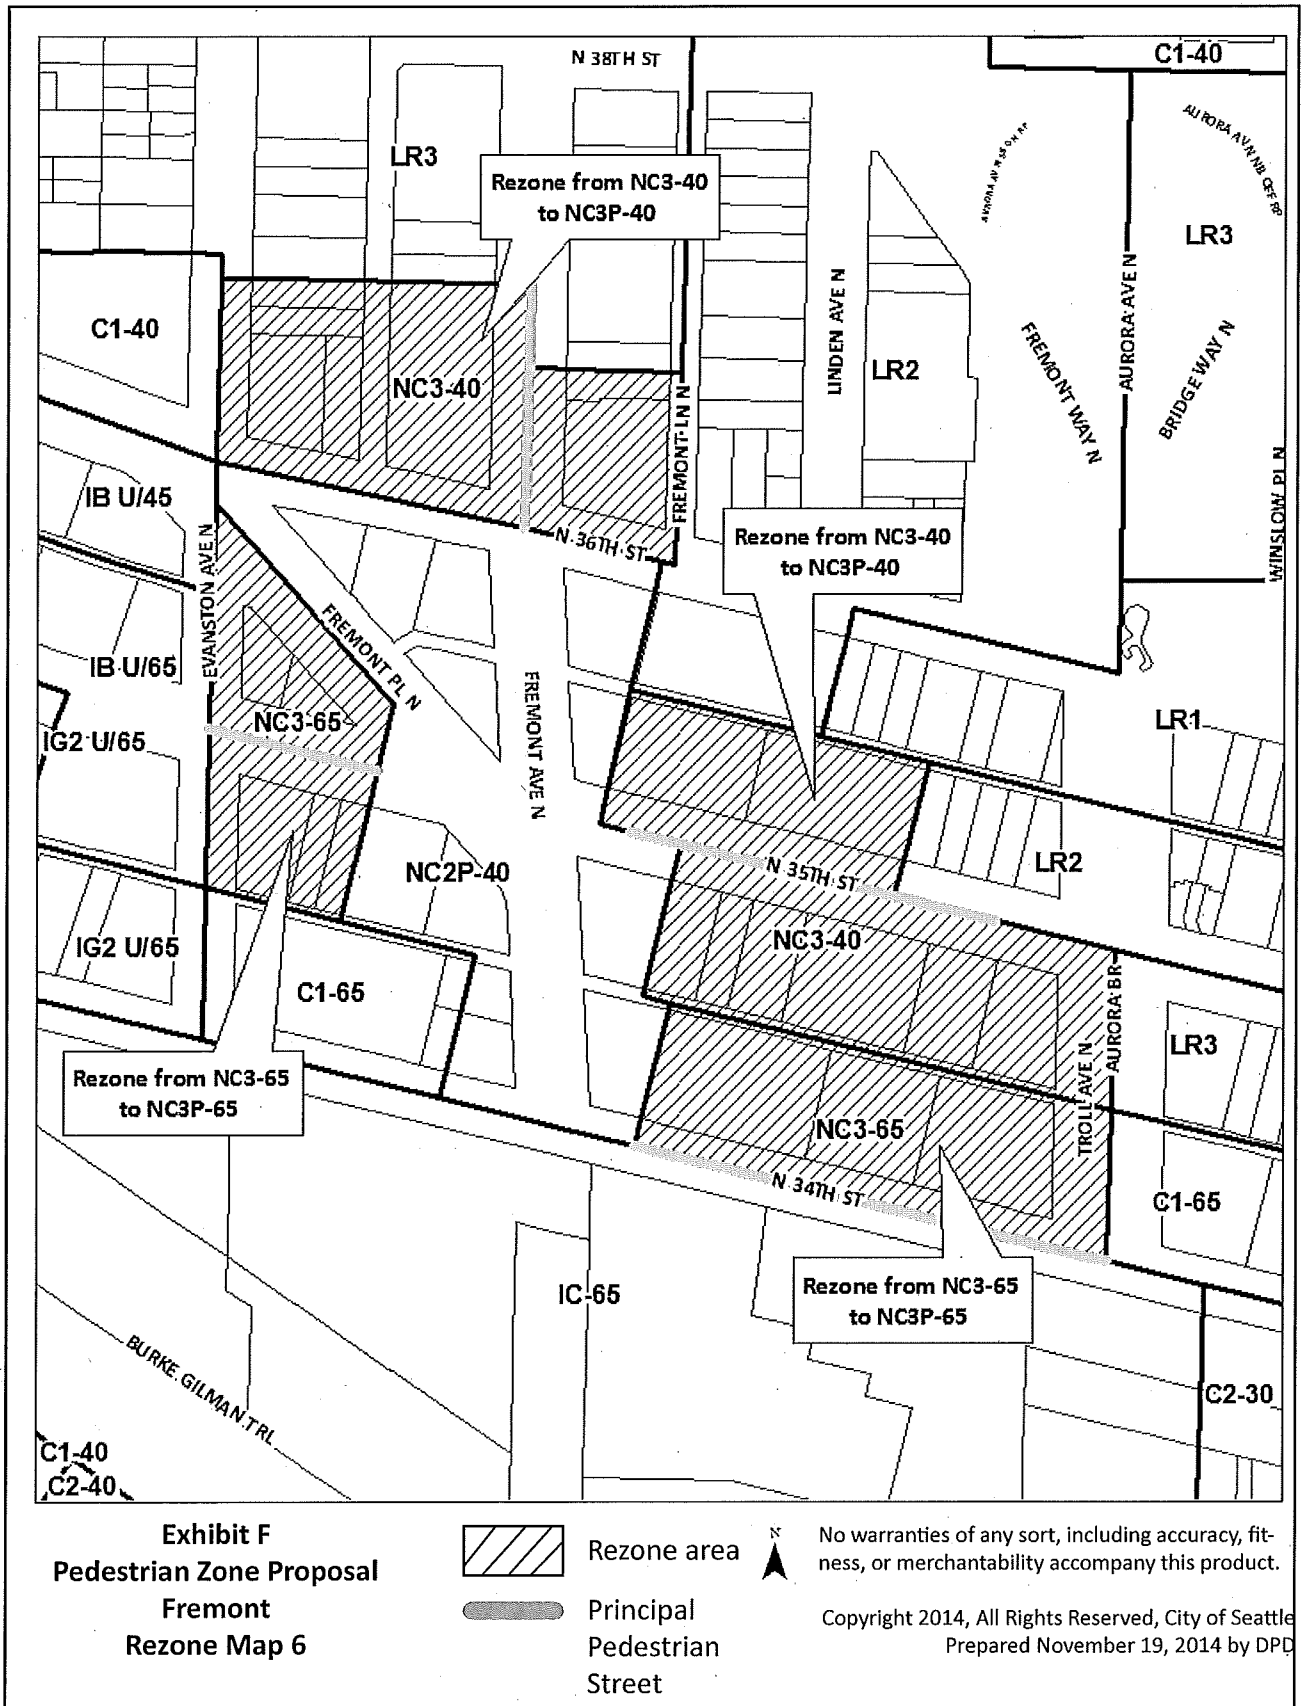 N 38TH ST
C1-40
AURORA AV N NB OFF RP
LR3
LR3
Rezone from NC3-40
to NC3P-40
C1-40
LINDEN AVE N
AURORA AVE N
FREMONT WAY N
BRIDGE WAY N
LR2
NC3-40
FREMONT LN N
WINSLOW PL N
IB U/45
N 36TH ST
Rezone from NC3-40
to NC3P-40
EVANSTON AVE N
FREMONT PL N
IB U/65
FREMONT AVE N
NC3-65
IG2 U/65
LR1
NC2P-40
N 35TH ST
LR2
NC3-40
IG2 U/65
C1-65
AURORA BR
TROLL AVE N
LR3
Rezone from NC3-65
to NC3P-65
NC3-65
N 34TH ST
C1-65
IC-65
Rezone from NC3-65
to NC3P-65
BURKE GILMAN TRL
C2-30
C1-40
C2-40
Exhibit F
Pedestrian Zone Proposal
Fremont
Rezone Map 6
Rezone area
Principal
Pedestrian
Street
N
No warranties of any sort, including accuracy, fit-
ness, or merchantability accompany this product.
Copyright 2014, All Rights Reserved, City of Seattle
Prepared November 19, 2014 by DPD